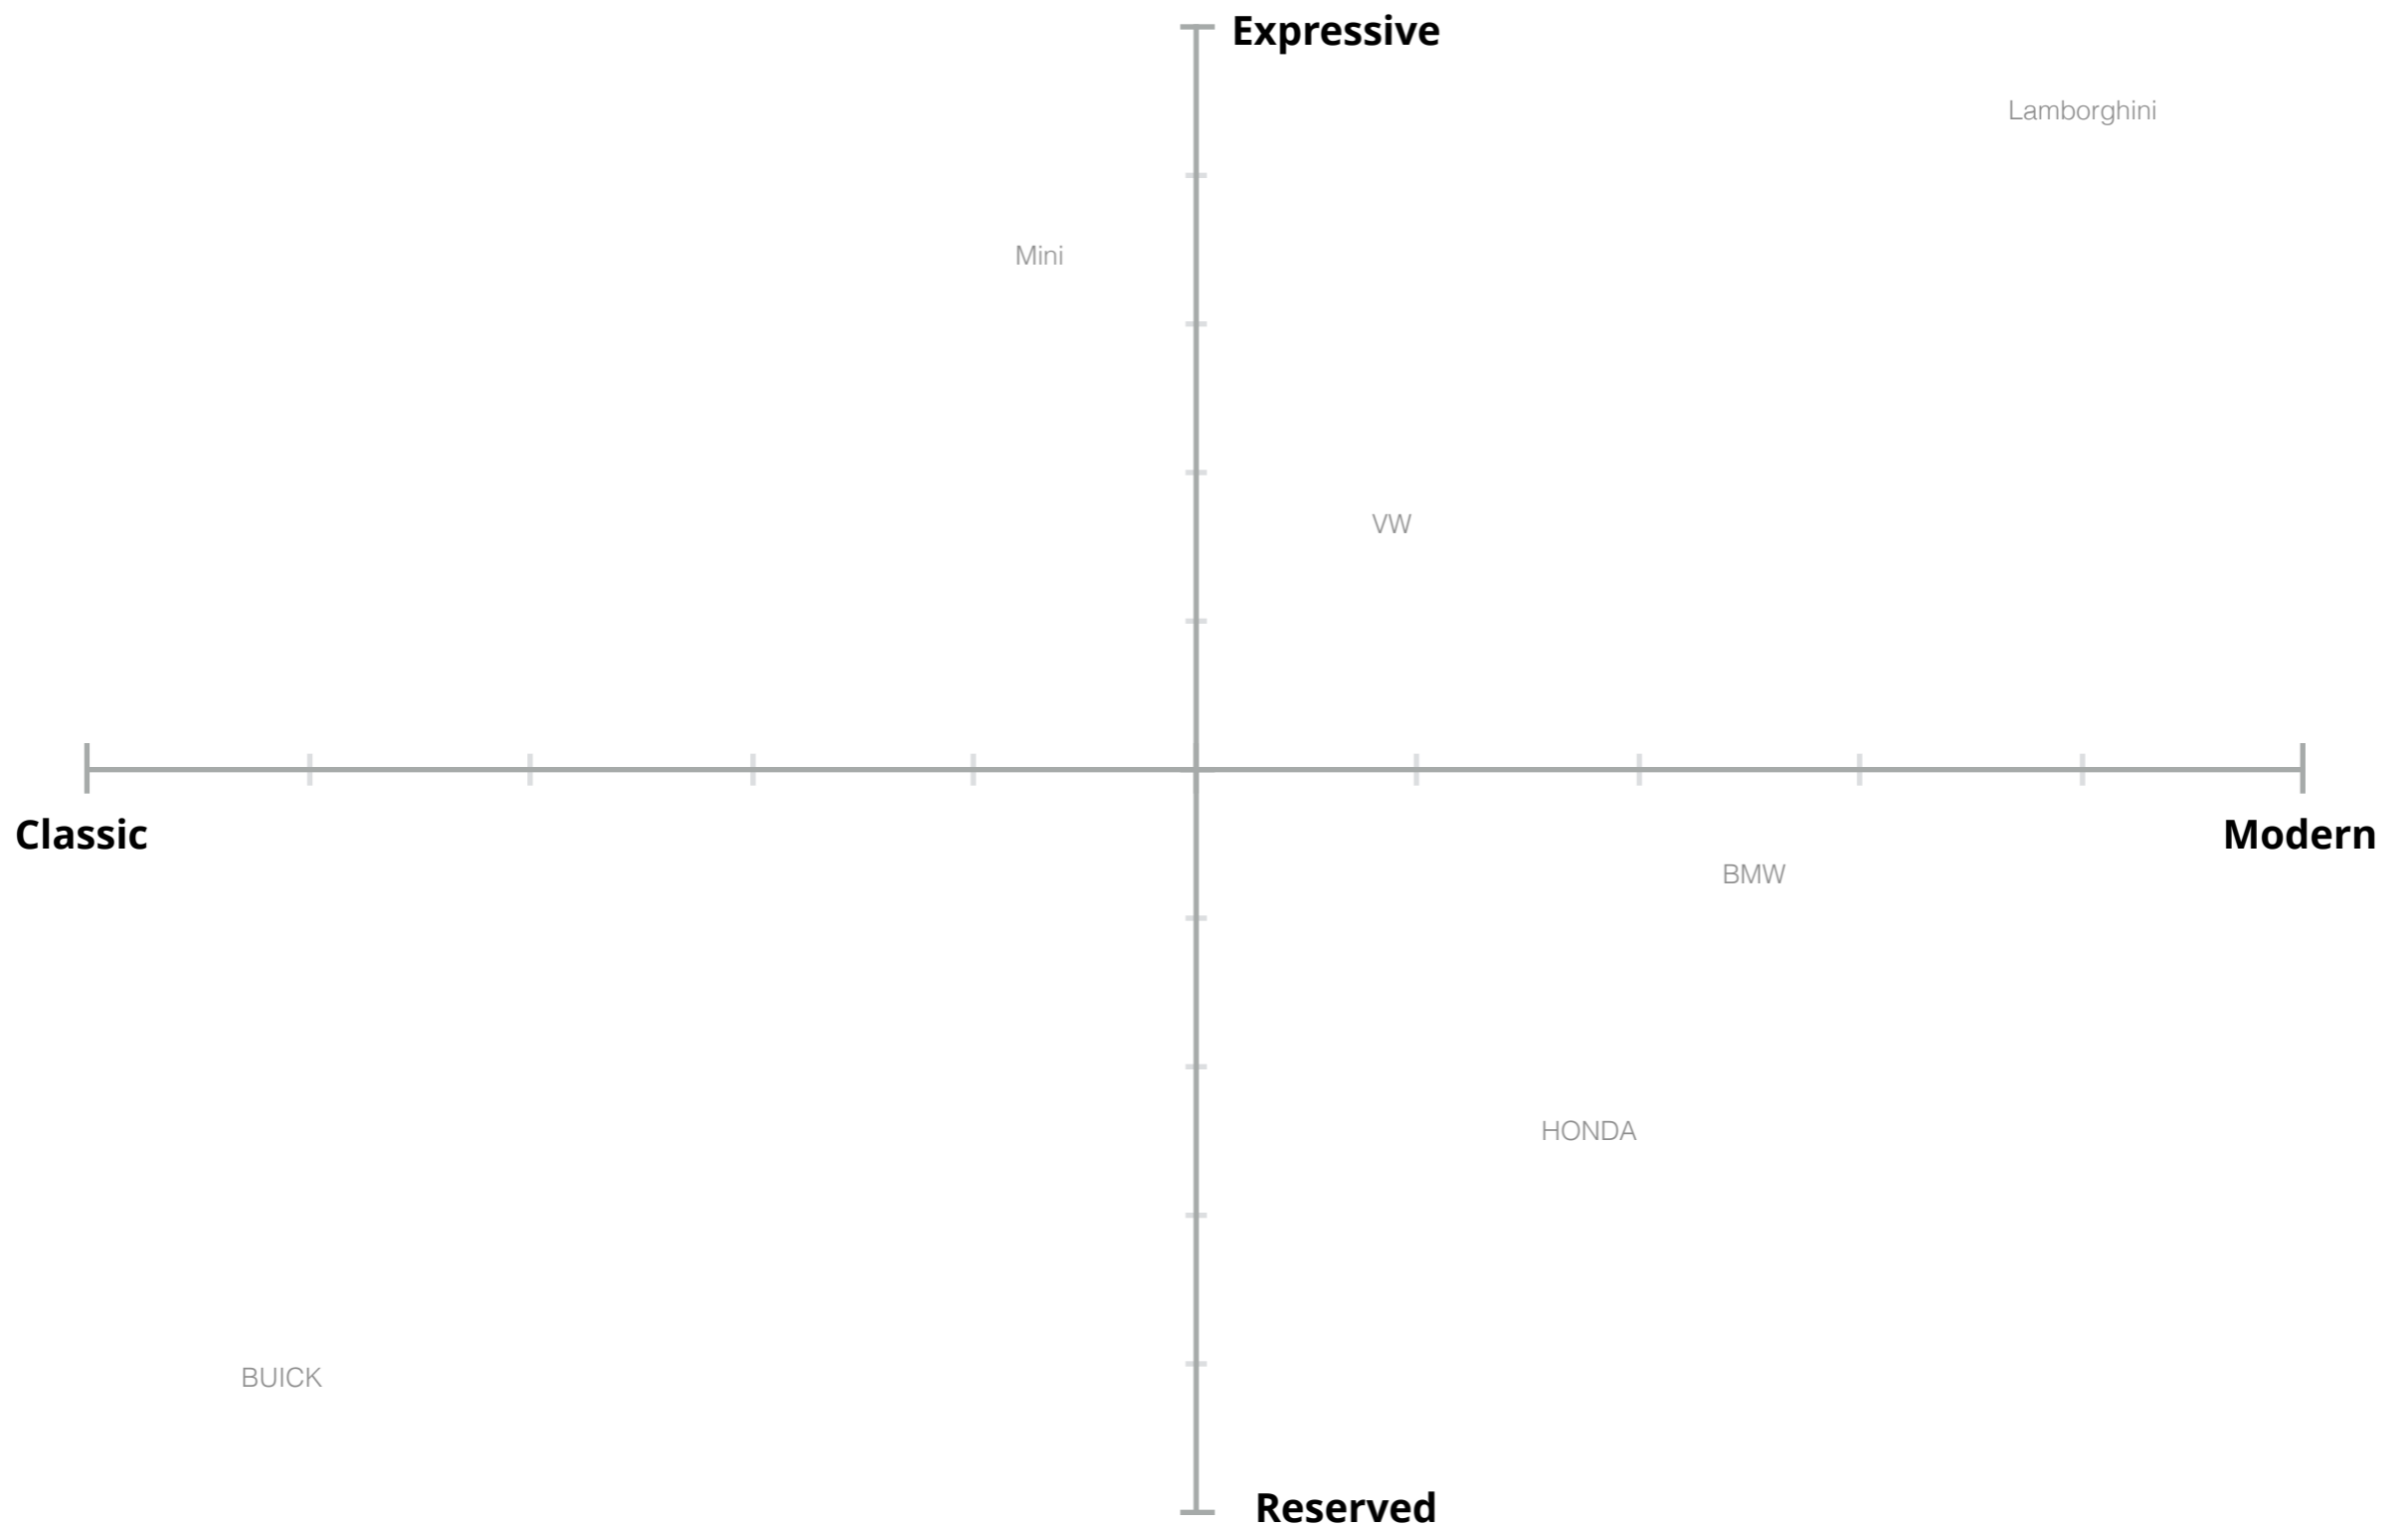 Expressive
Lamborghini
Mini
VW
Classic
Modern
BMW
HONDA
BUICK
Reserved